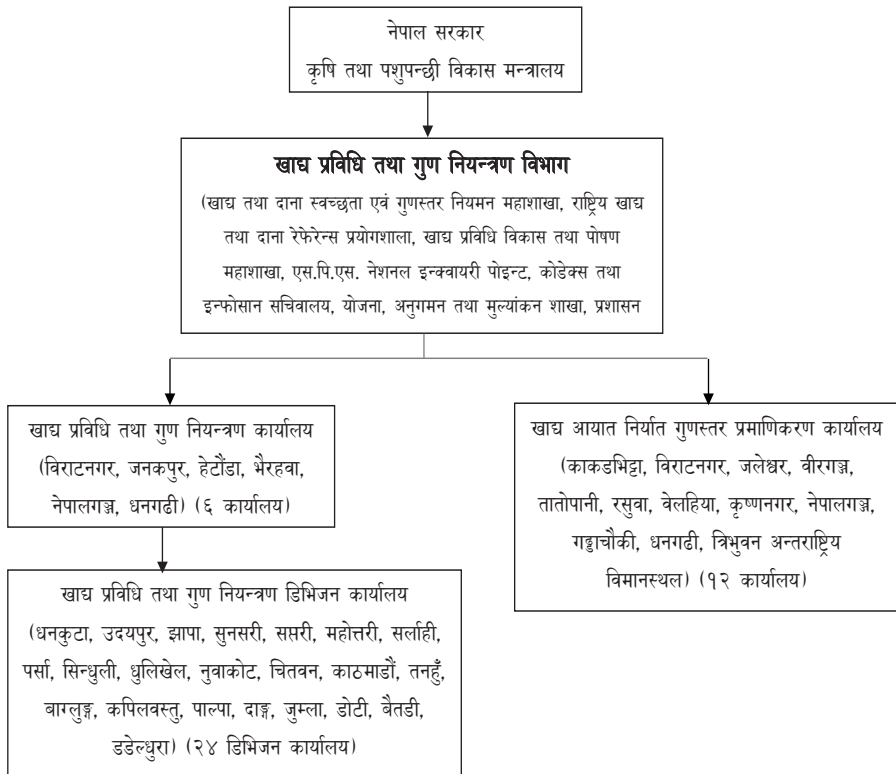 नेपाल सरकार
कृषि तथा पशुपन्छी विकास मन्त्रालय
खाद्य प्रविधि तथा गुण नियन्त्रण विभाग
(खाद्य तथा दाना स्वच्छता एवं गुणस्तर नियमन महाशाखा, राष्ट्रिय खाद्य
तथा दाना रेफेरेन्स प्रयोगशाला, खाद्य प्रविधि विकास तथा पोषण
महाशाखा, एस.पि.एस. नेशनल इन्क्वायरी पोइन्ट, कोडेक्स तथा
इन्फोसान सचिवालय, योजना, अनुगमन तथा मुल्यांकन शाखा, प्रशासन
खाद्य प्रविधि तथा गुण नियन्त्रण कार्यालय
(विराटनगर, जनकपुर, हेटौंडा, भैरहवा,
नेपालगञ्ज, धनगढी) (६ कार्यालय)
खाद्य आयात निर्यात गुणस्तर प्रमाणिकरण कार्यालय
(काकडभिट्टा, विराटनगर, जलेश्वर, वीरगञ्ज,
तातोपानी, रसुवा, वेलहिया, कृष्णनगर, नेपालगञ्ज,
गड्डाचौकी, धनगढी, त्रिभुवन अन्तराष्ट्रिय
विमानस्थल) (१२ कार्यालय)
खाद्य प्रविधि तथा गुण नियन्त्रण डिभिजन कार्यालय
(धनकुटा, उदयपुर, झापा, सुनसरी, सप्तरी, महोत्तरी, सर्लाही,
पर्सा, सिन्धुली, धुलिखेल, नुवाकोट, चितवन, काठमाडौं, तनहुँ,
बाग्लुङ्ग, कपिलवस्तु, पाल्पा, दाङ्ग, जुम्ला, डोटी, बैतडी,
डडेल्धुरा) (२४ डिभिजन कार्यालय)